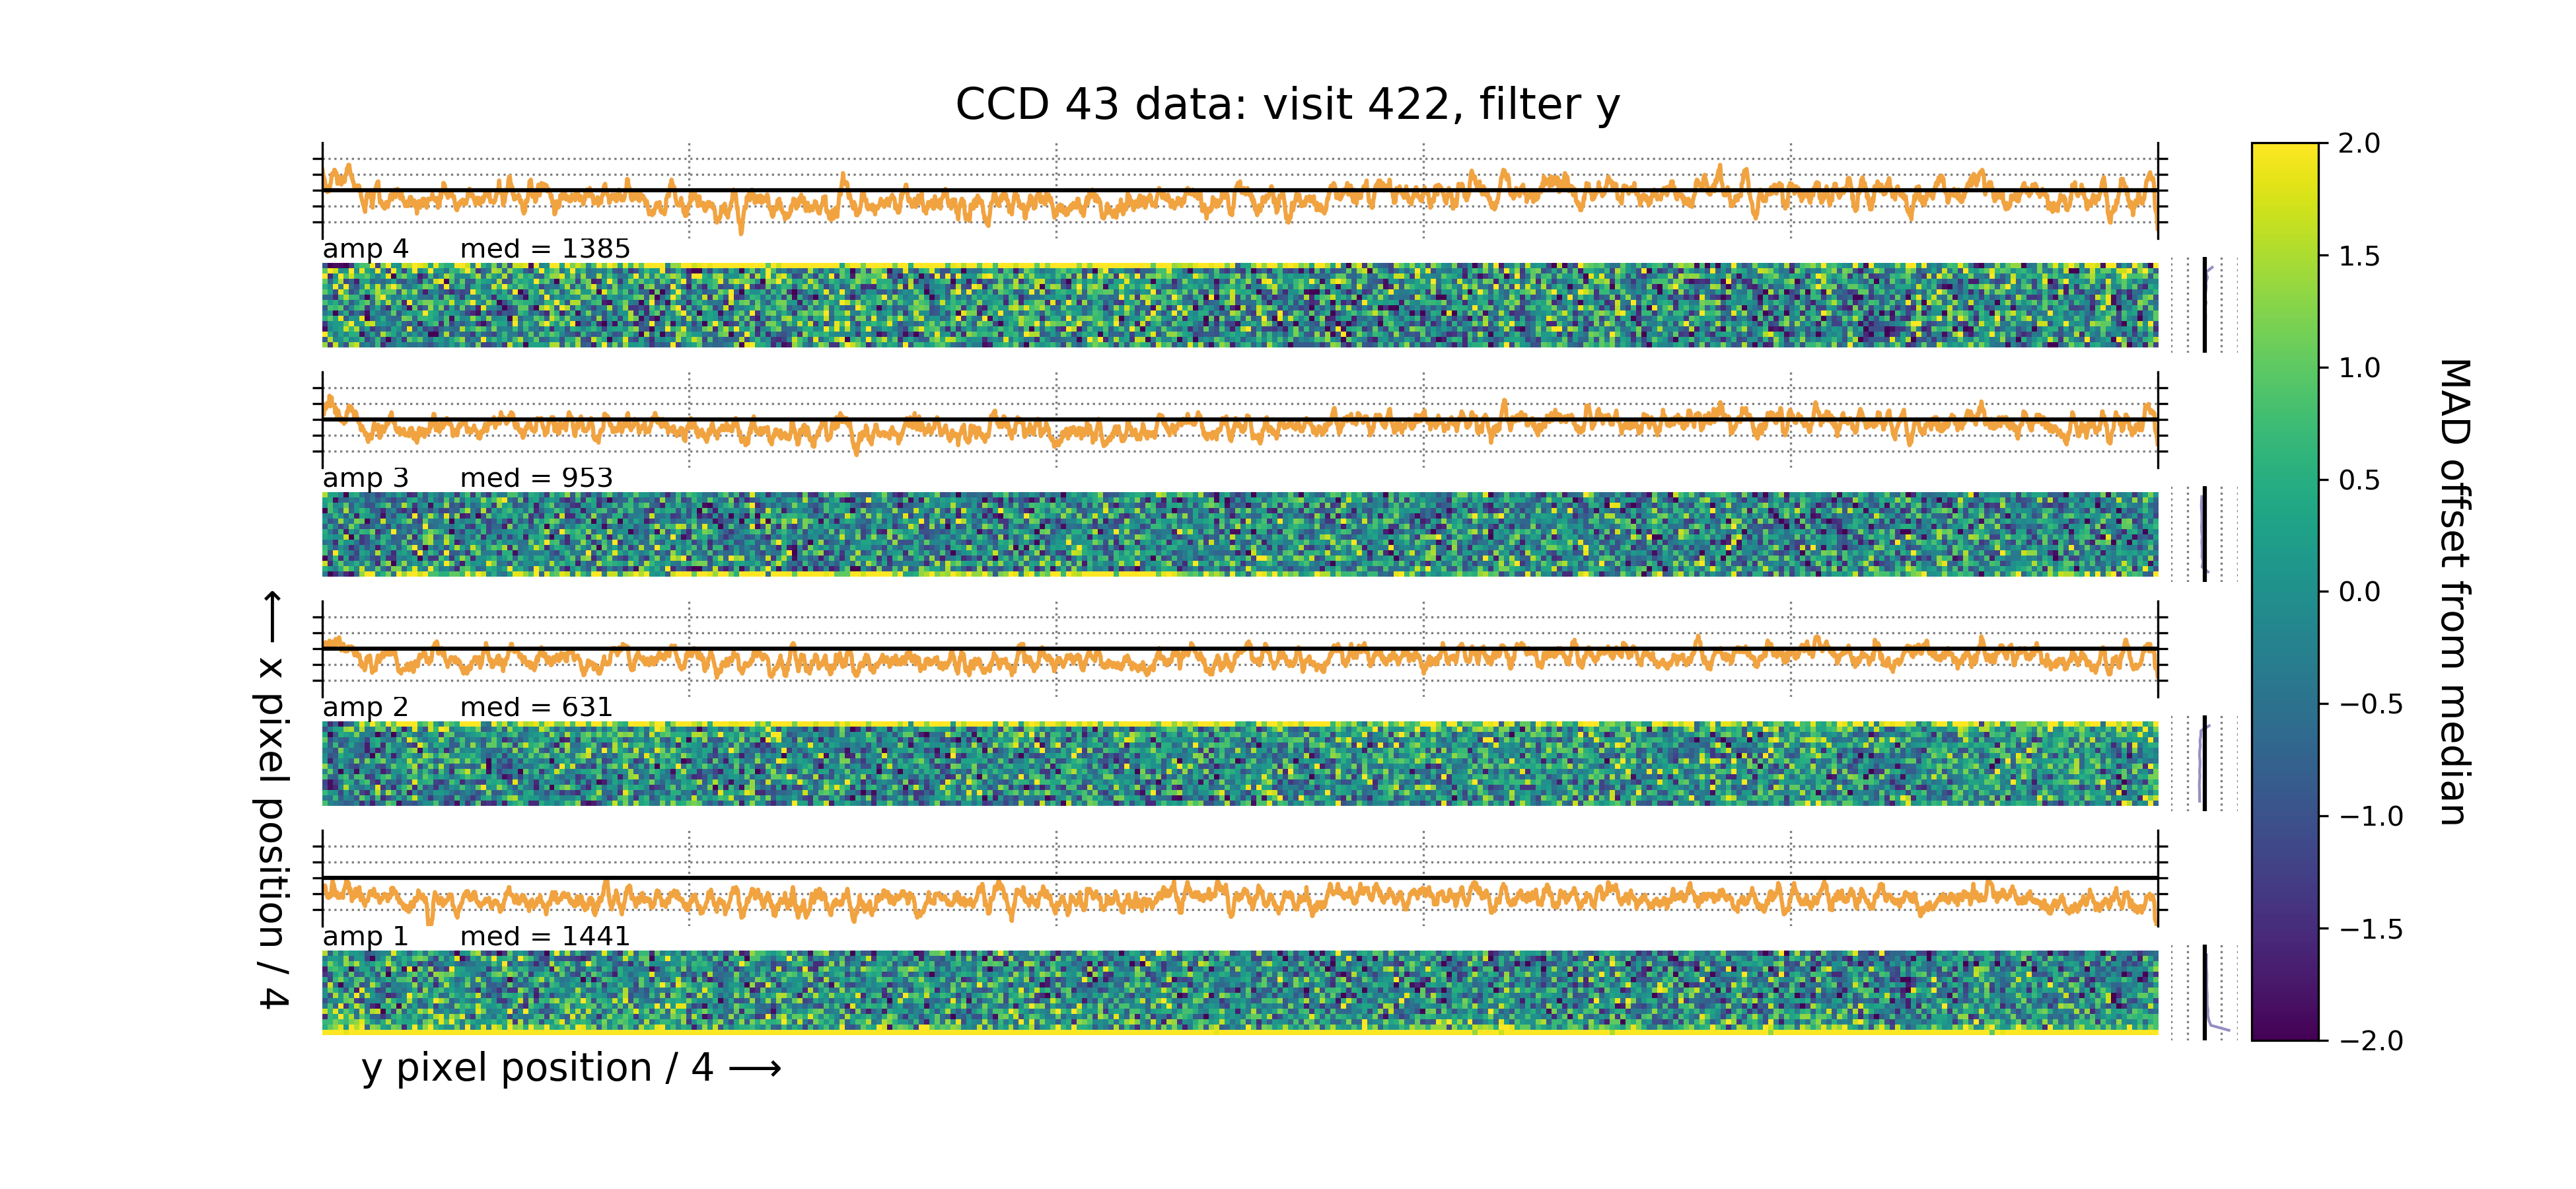 CCD 43 data: visit 422, filter y
amp 4 med = 1385
amp 3 med = 953
amp 2 med = 631
amp 1 med = 1441
⟵ x pixel position / 4
y pixel position / 4 ⟶
2.0
1.5
1.0
0.5
0.0
−0.5
−1.0
−1.5
−2.0
MAD offset from median